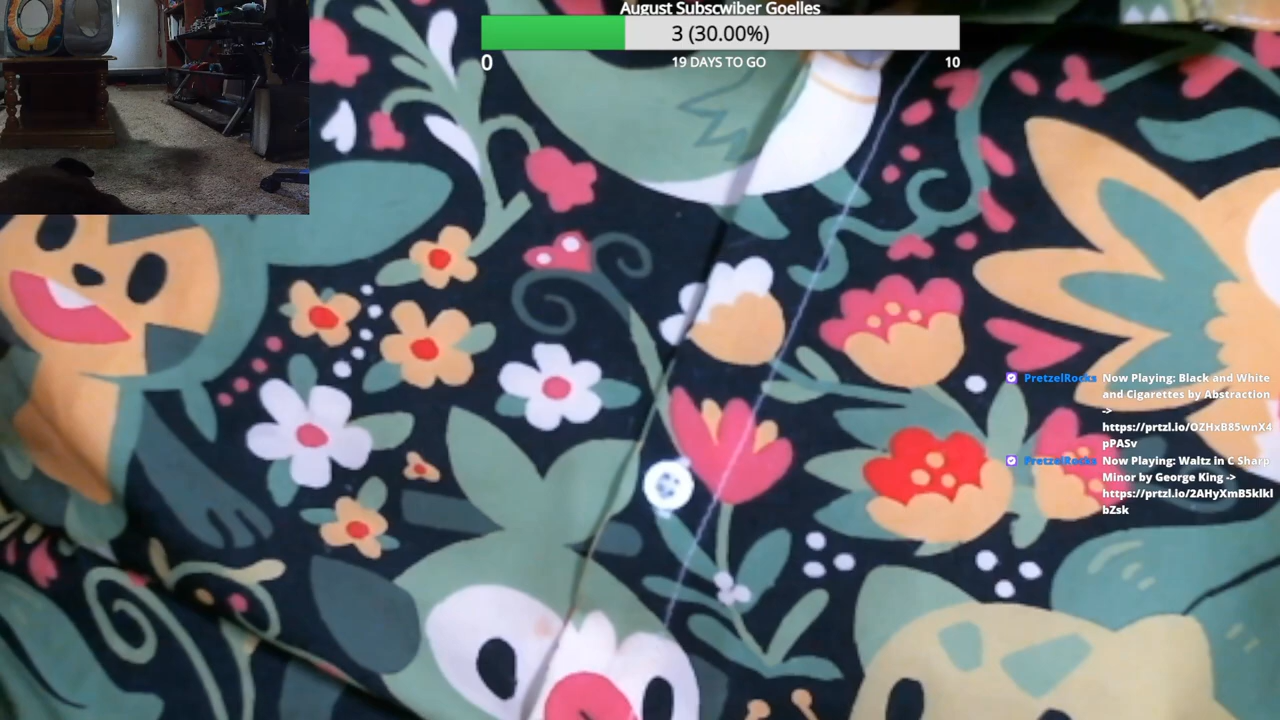 August Subscwiber Goelles
3 (30.00%)
0 19 DAYS TO GO 10
PretzelRocks Now Playing: Black and White
and Cigarettes by Abstraction
->
https://prtzl.io/OZHxB85wnX4
pPASv
PretzelRocks Now Playing: Waltz in C Sharp
Minor by George King ->
https://prtzl.io/2AHyXmB5klkl
bZsk